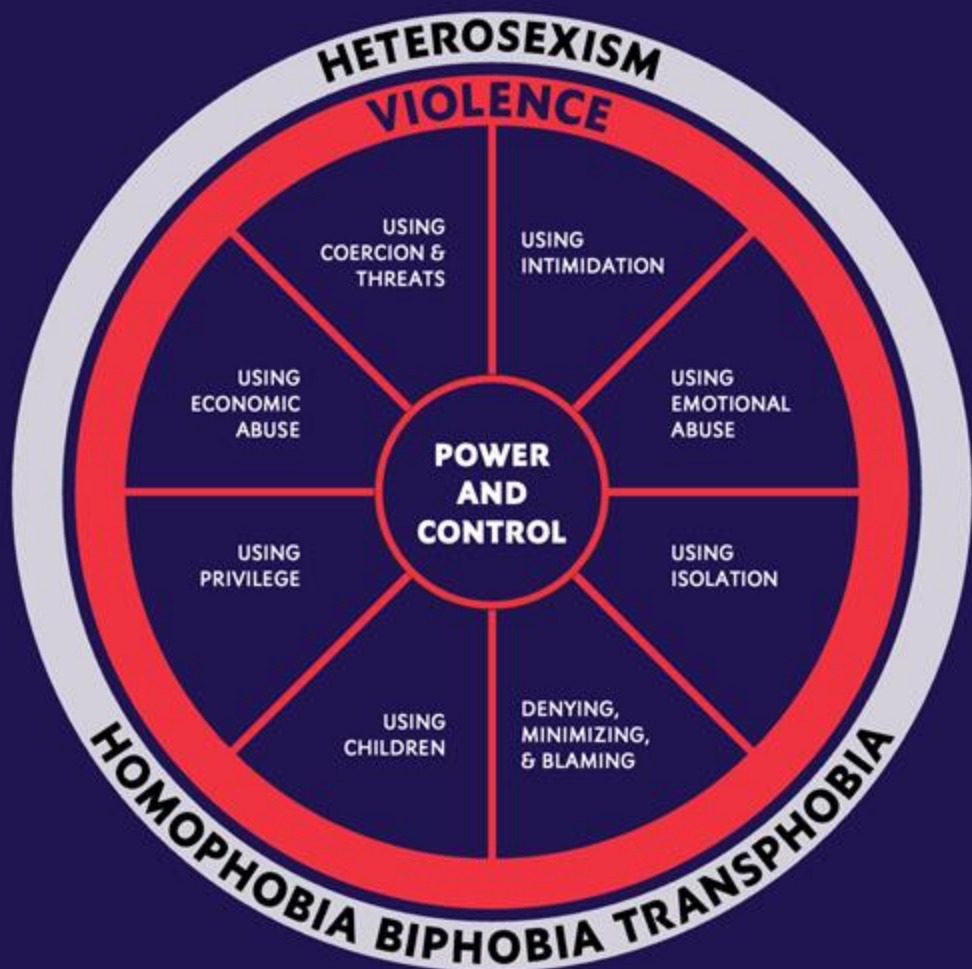 HETEROSEXISM
VIOLENCE
USING
COERCION &
THREATS
USING
INTIMIDATION
USING
ECONOMIC
ABUSE
USING
EMOTIONAL
ABUSE
POWER
AND
CONTROL
USING
PRIVILEGE
USING
ISOLATION
USING
CHILDREN
DENYING,
MINIMIZING,
& BLAMING
HOMOPHOBIA BIPHOBIA TRANSPHOBIA